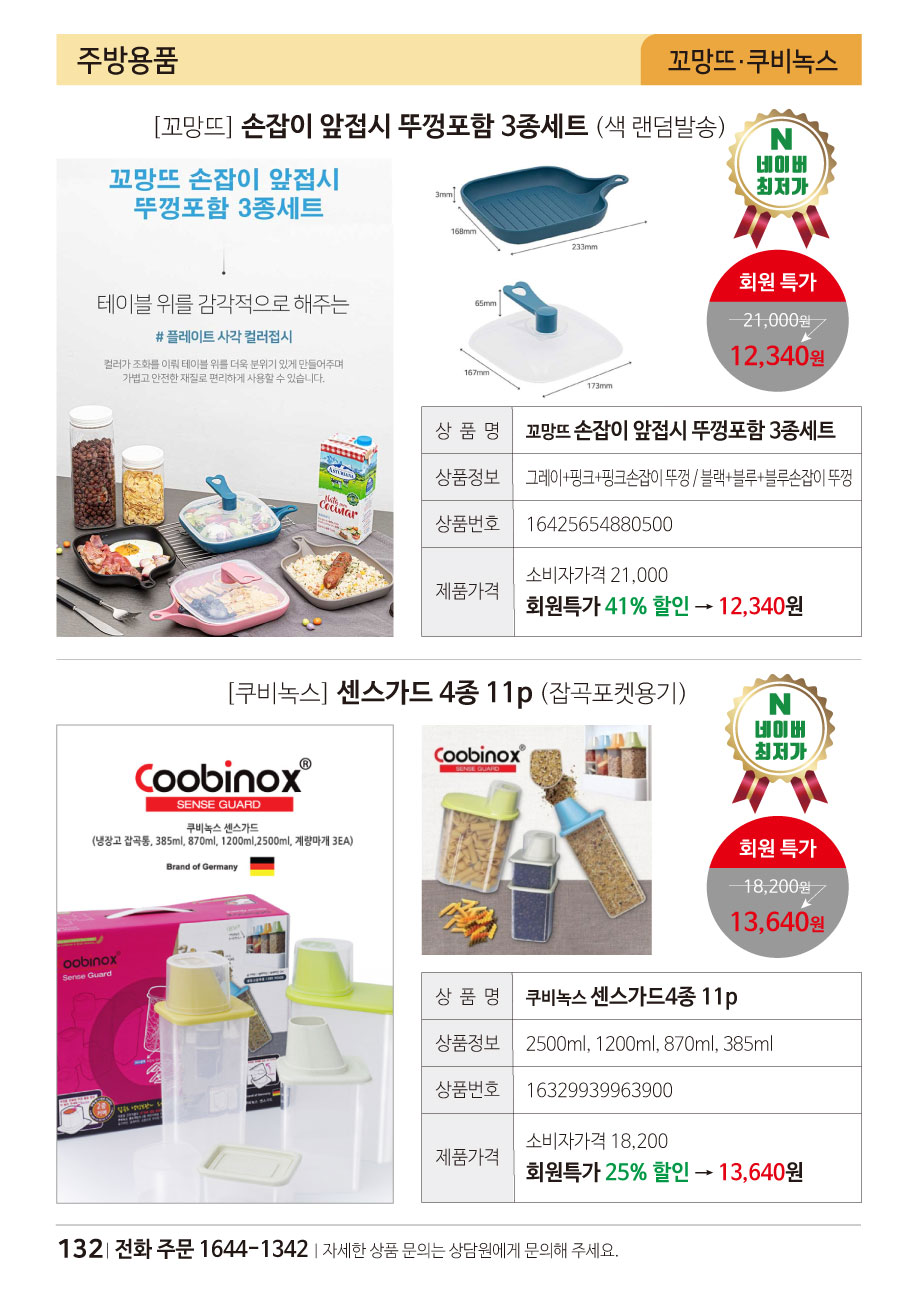 주방용품
꼬망뜨·쿠비녹스
[꼬망뜨] 손잡이 앞접시 뚜껑포함 3종세트 (색 랜덤발송)
N
네이버
최저가
꼬망뜨 손잡이 앞접시
뚜껑포함 3종세트
테이블 위를 감각적으로 해주는
# 플레이트 사각 컬러접시
컬러가 조화를 이뤄 테이블 위를 더욱 분위기 있게 만들어주며
가볍고 안전한 재질로 편리하게 사용할 수 있습니다.
ASTURIANA
Nata
Cocinar
3mm
168mm
233mm
65mm
167mm
173mm
회원 특가
21,000원
12,340원
상 품 명 꼬망뜨 손잡이 앞접시 뚜껑포함 3종세트
상품정보 그레이+핑크+핑크손잡이 뚜껑 / 블랙+블루+블루손잡이 뚜껑
상품번호 16425654880500
제품가격 소비자가격 21,000
회원특가 41% 할인 → 12,340원
[쿠비녹스] 센스가드 4종 11p (잡곡포켓용기)
N
네이버
최저가
Coobinox®
SENSE GUARD
쿠비녹스 센스가드
(냉장고 잡곡통, 385ml, 870ml, 1200ml,2500ml, 계량마개 3EA)
Brand of Germany
oobinox
Sense Guard
Coobinox
SENSE GUARD
회원 특가
18,200원
13,640원
상 품 명 쿠비녹스 센스가드4종 11p
상품정보 2500ml, 1200ml, 870ml, 385ml
상품번호 16329939963900
제품가격 소비자가격 18,200
회원특가 25% 할인 → 13,640원
132 | 전화 주문 1644-1342 | 자세한 상품 문의는 상담원에게 문의해 주세요.